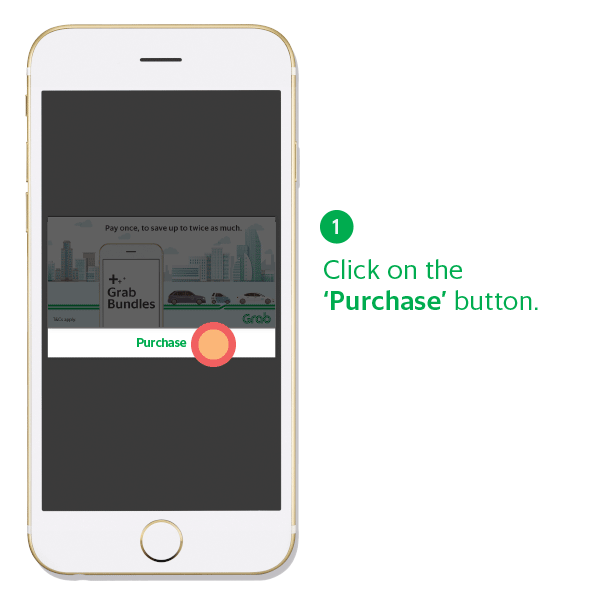 Pay once, to save up to twice as much.
Grab
Bundles
T&Cs apply.
Grab
Purchase
1
Click on the
‘Purchase’ button.